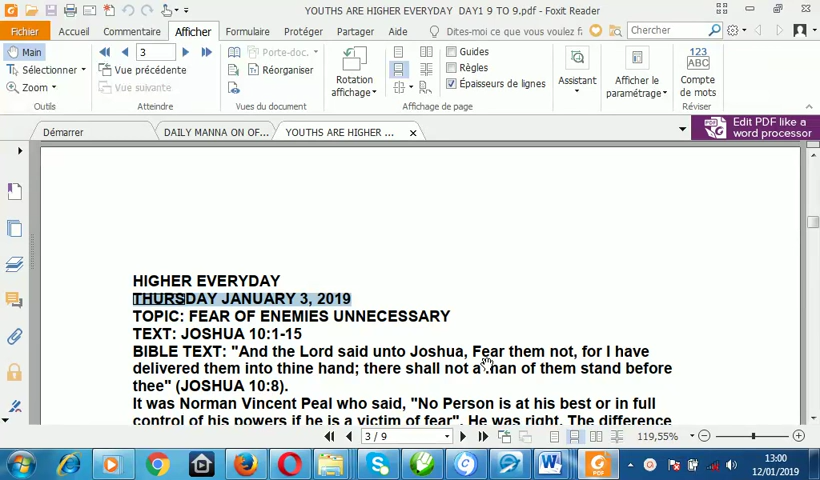 YOUTHS ARE HIGHER EVERYDAY DAY1 9 TO 9.pdf - Foxit Reader
Fichier Accueil Commentaire Afficher Formulaire Protéger Partager Aide Dites-moi ce que vous v Chercher
Main 3 Porte-doc. Guides 123 ABC
Sélectionner Vue précédente Réorganiser Règles Rotation affichage Assistant Afficher le paramétrage Compte de mots
Zoom Vue suivante Épaisseurs de lignes
Outils Atteindre Vues du document Affichage de page Réviser
Démarrer DAILY MANNA ON OF... YOUTHS ARE HIGHER ... Edit PDF like a word processor
HIGHER EVERYDAY
THURSDAY JANUARY 3, 2019
TOPIC: FEAR OF ENEMIES UNNECESSARY
TEXT: JOSHUA 10:1-15
BIBLE TEXT: "And the Lord said unto Joshua, Fear them not, for I have
delivered them into thine hand; there shall not a man of them stand before
thee" (JOSHUA 10:8).
It was Norman Vincent Peal who said, "No Person is at his best or in full
control of his powers if he is a victim of fear". He was right. The difference
3 / 9 119,55%
13:00
12/01/2019